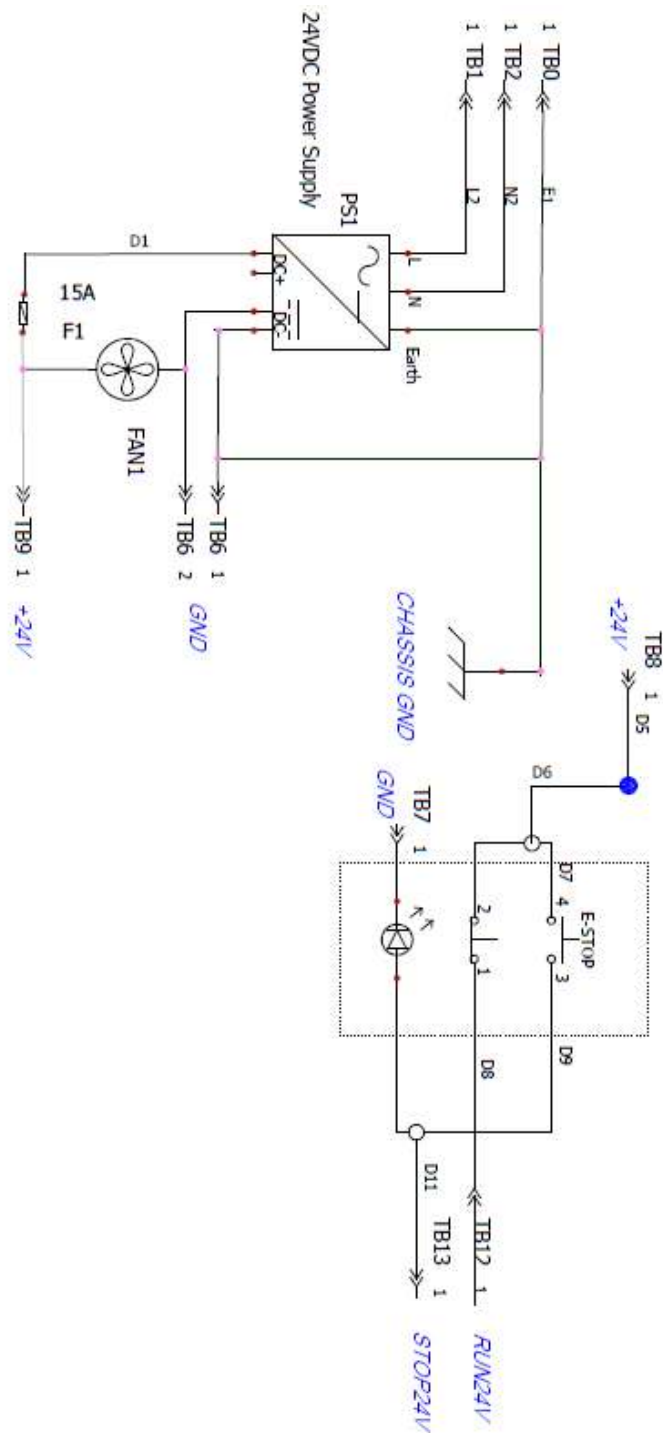 24VDC Power Supply
1 TB1
1 TB2
1 TB0
L2
N2
E1
PS1
D1
L
N
Earth
DC+
DC-
15A
F1
FAN1
TB9 1
+24V
TB6 2
TB6 1
GND
CHASSIS GND
+24V
TB8 1
D5
D6
GND
TB7 1
D7
E-STOP
4
3
2
1
D8
D9
D11
TB12 1
RUN24V
TB13 1
STOP24V